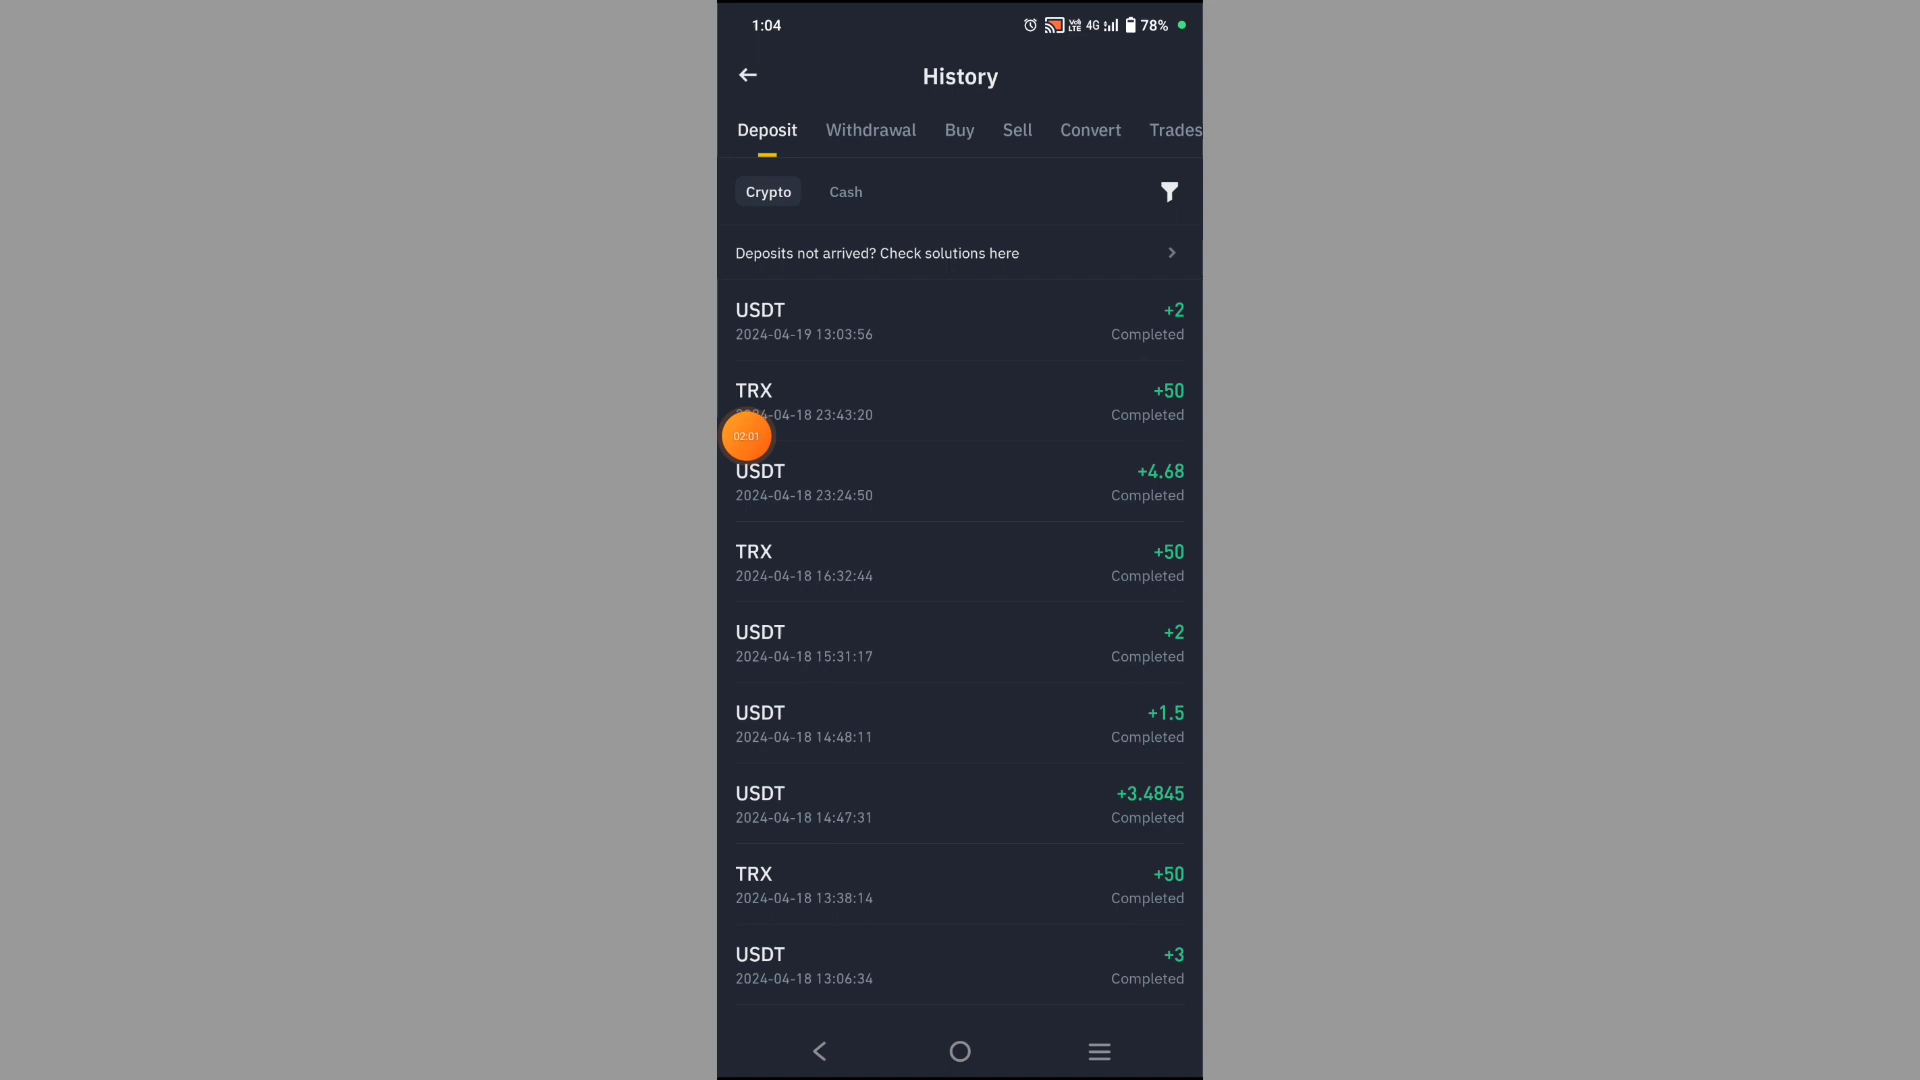 1:04
Vo) LTE 4G 78%
History
Deposit Withdrawal Buy Sell Convert Trades
Crypto Cash
Deposits not arrived? Check solutions here
USDT +2
2024-04-19 13:03:56 Completed
TRX +50
-04-18 23:43:20 Completed
02:01
USDT +4.68
2024-04-18 23:24:50 Completed
TRX +50
2024-04-18 16:32:44 Completed
USDT +2
2024-04-18 15:31:17 Completed
USDT +1.5
2024-04-18 14:48:11 Completed
USDT +3.4845
2024-04-18 14:47:31 Completed
TRX +50
2024-04-18 13:38:14 Completed
USDT +3
2024-04-18 13:06:34 Completed